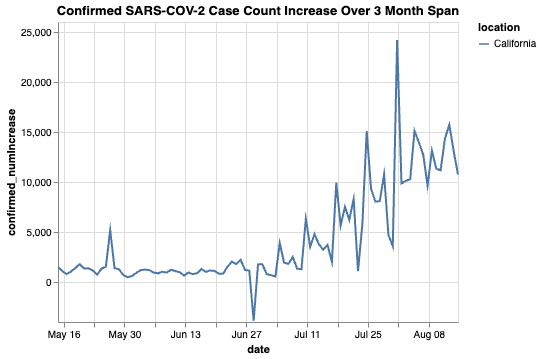 Confirmed SARS-COV-2 Case Count Increase Over 3 Month Span
location
California
25,000
20,000
15,000
10,000
5,000
0
confirmed_numIncrease
May 16
May 30
Jun 13
Jun 27
Jul 11
Jul 25
Aug 08
date